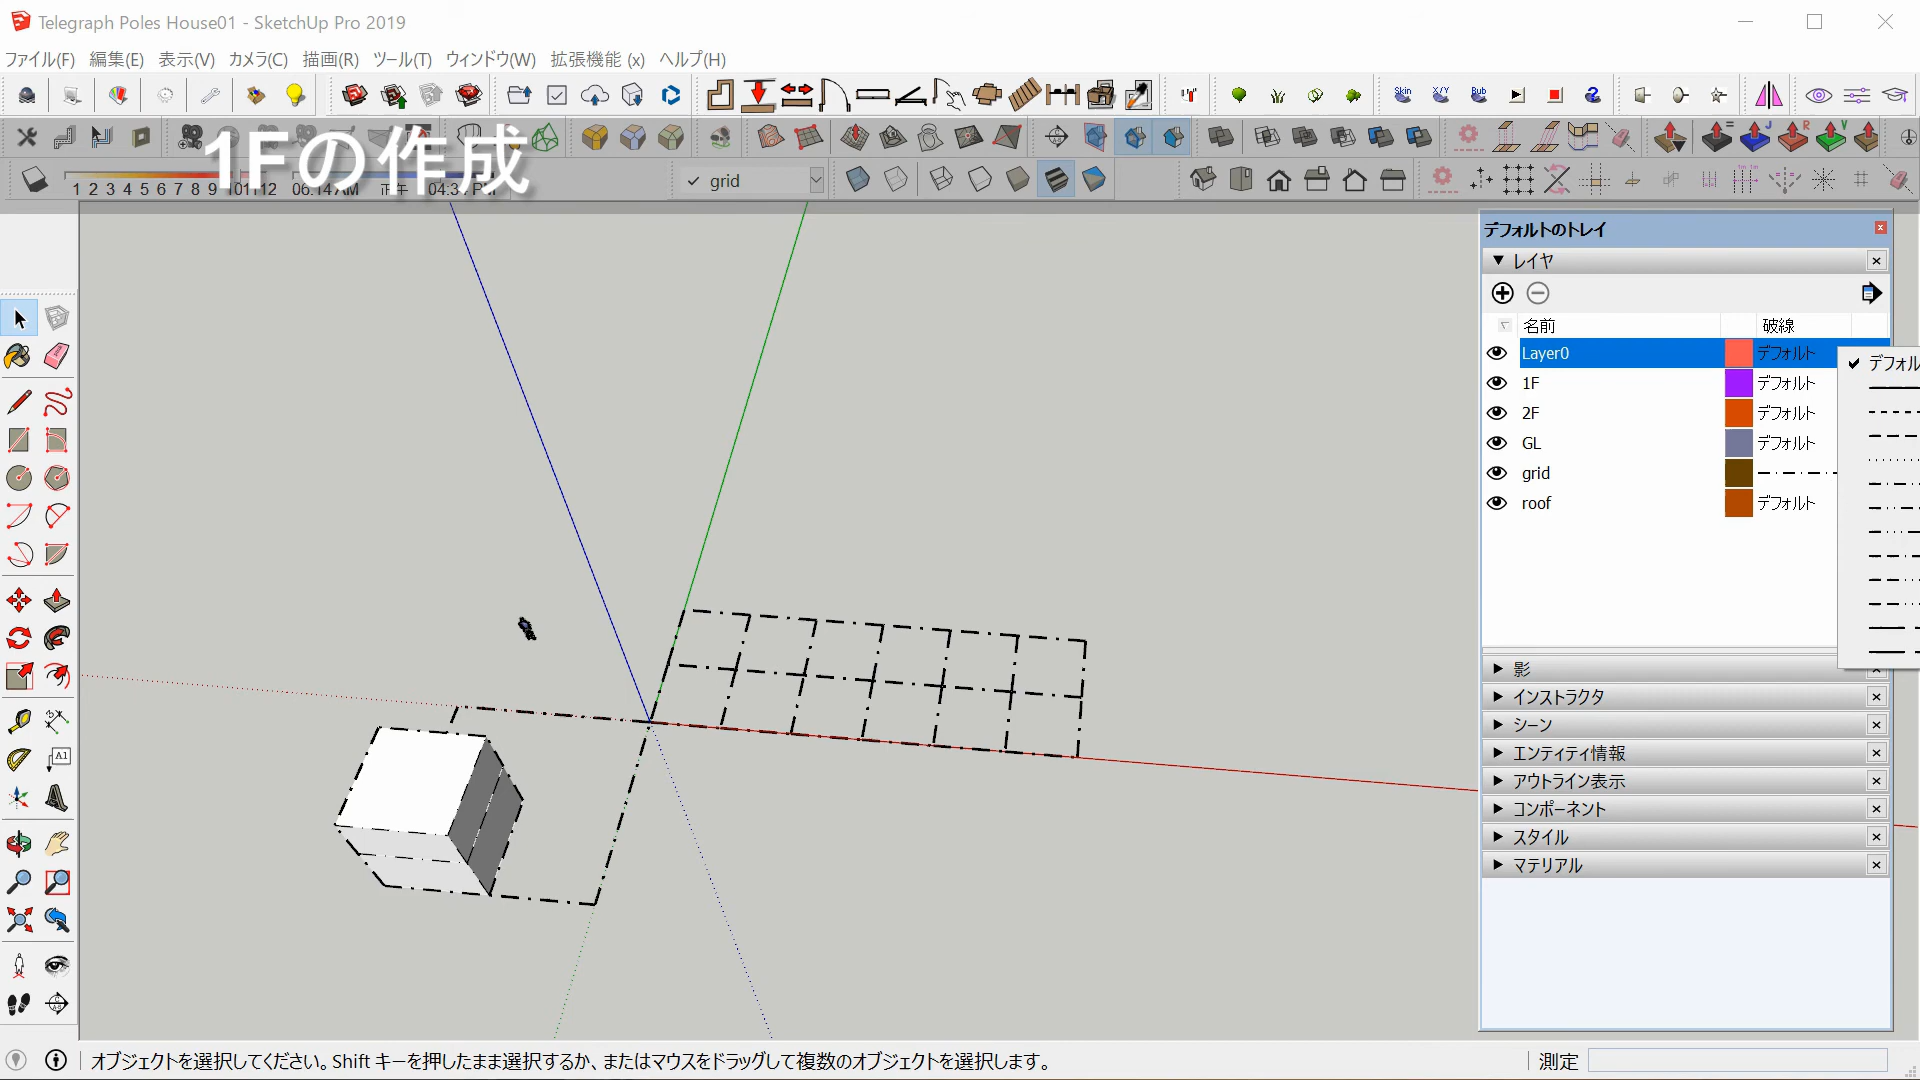 Telegraph Poles House01 - SketchUp Pro 2019
ファイル(F) 編集(E) 表示(V) カメラ(C) 描画(R) ツール(T) ウィンドウ(W) 拡張機能 (x) ヘルプ(H)
Skin X/Y Bub
1Fの作成
1 2 3 4 5 6 7 8 9 101112 06:14AM 正午 04:34PM
grid
デフォルトのトレイ
レイヤ
名前 破線
Layer0 デフォルト
1F デフォルト
2F デフォルト
GL デフォルト
grid
roof デフォルト
デフォル
影
インストラクタ
シーン
エンティティ情報
アウトライン表示
コンポーネント
スタイル
マテリアル
オブジェクトを選択してください。Shift キーを押したまま選択するか、またはマウスをドラッグして複数のオブジェクトを選択します。
測定